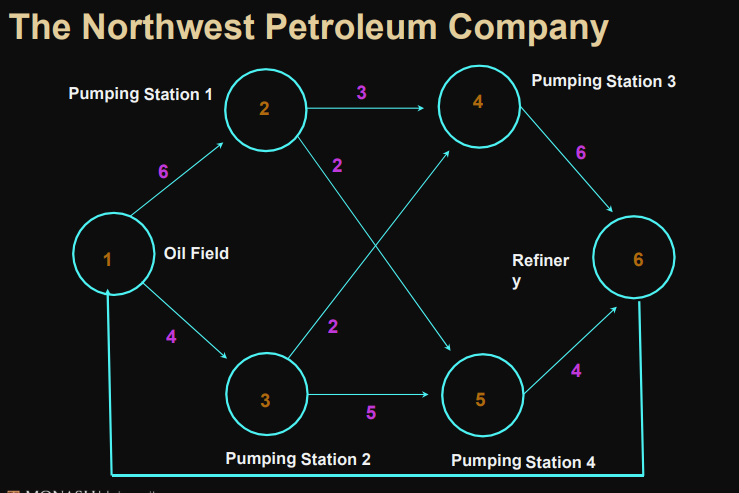 The Northwest Petroleum Company
Pumping Station 1
2
3
4
Pumping Station 3
6
2
6
1
Oil Field
Refiner
y
6
4
2
4
3
5
5
Pumping Station 2
Pumping Station 4
MONASH